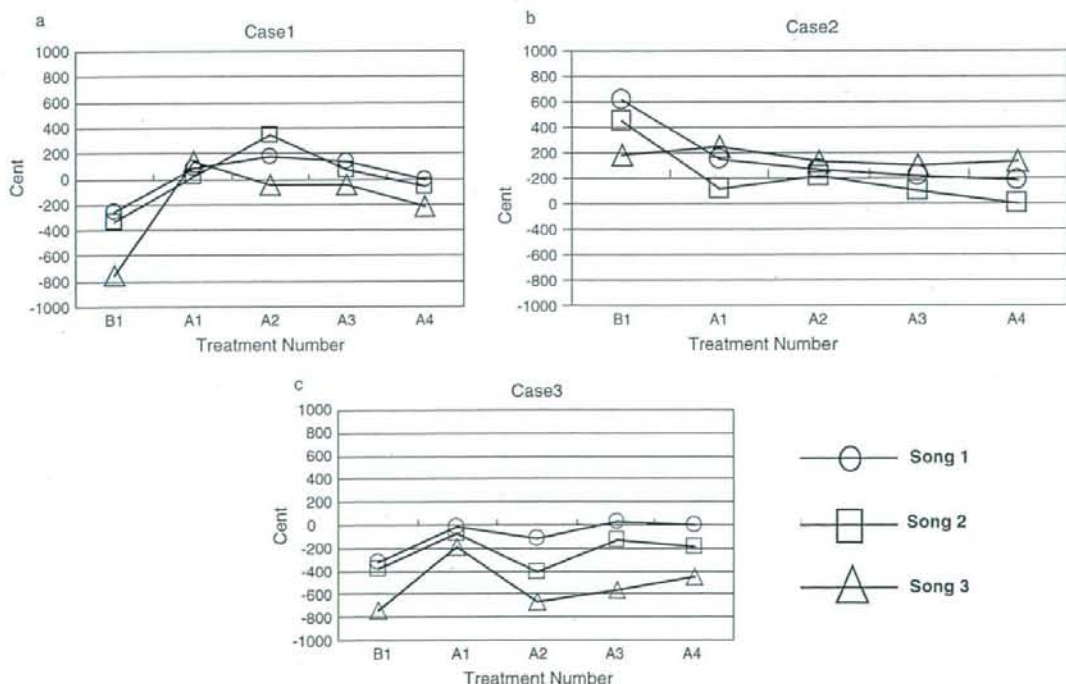 a
Case1
1000
800
600
400
200
0
-200
-400
-600
-800
-1000
Cent
B1 A1 A2 A3 A4
Treatment Number
b
Case2
1000
800
600
400
200
-200
0
-400
-600
-800
-1000
Cent
B1 A1 A2 A3 A4
Treatment Number
c
Case3
1000
800
600
400
200
0
-200
-400
-600
-800
-1000
Cent
B1 A1 A2 A3 A4
Treatment Number
Song 1
Song 2
Song 3